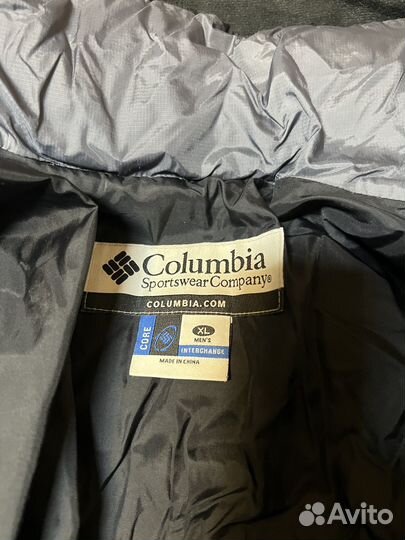 Columbia
Sportswear Company®
COLUMBIA.COM
CORE
XL
MEN'S
INTERCHANGE
MADE IN CHINA
Avito